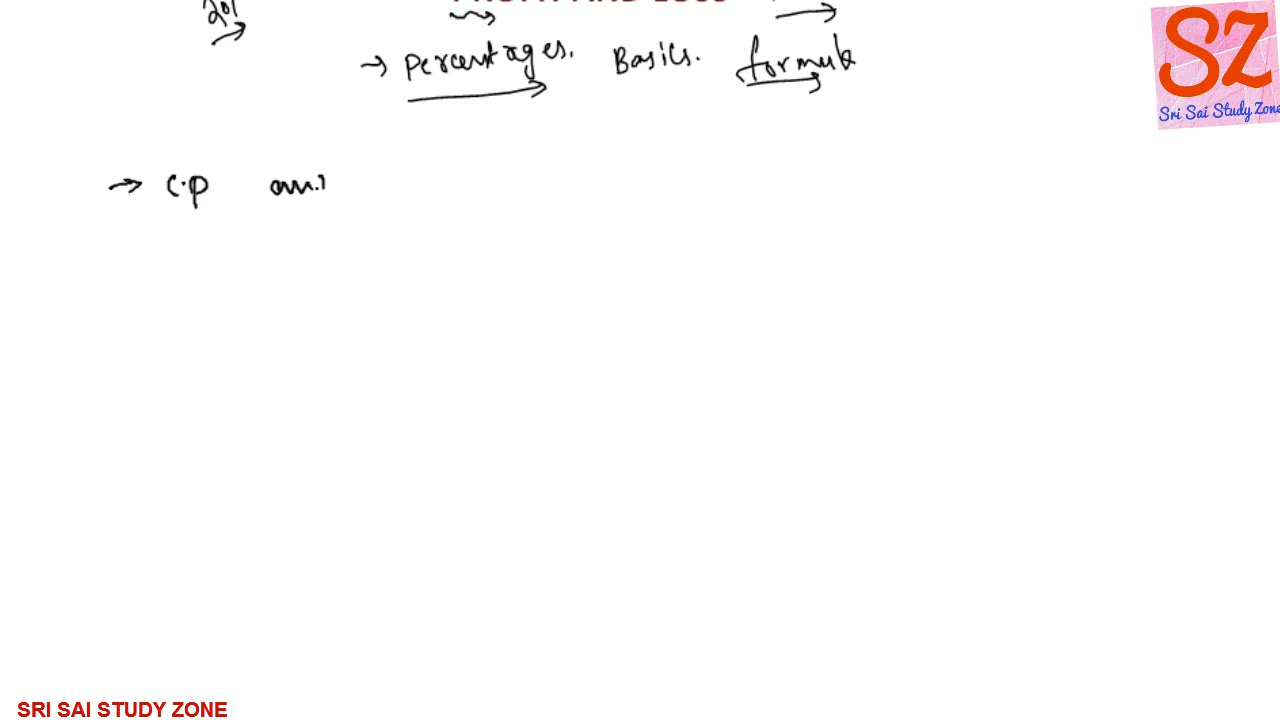 → Percentages. Basics. formula
SZ
Sri Sai Study Zone
→ C.P
SRI SAI STUDY ZONE